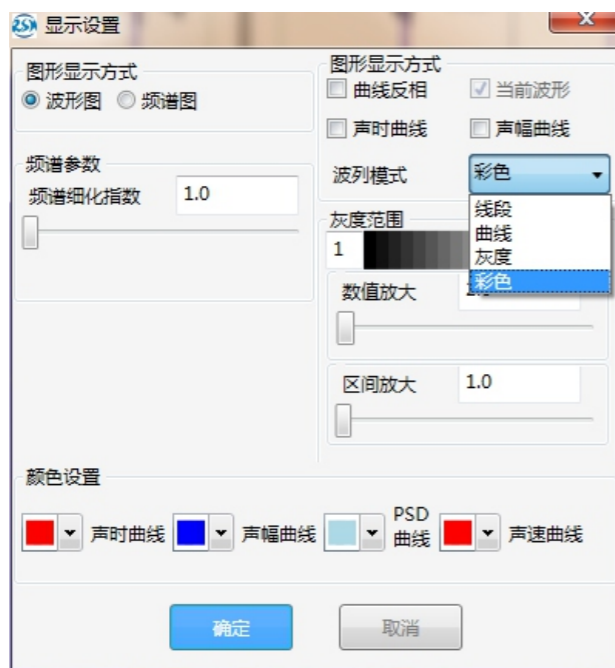 显示设置
图形显示方式
波形图 频谱图
频谱参数
频谱细化指数 1.0
图形显示方式
曲线反相 当前波形
声时曲线 声幅曲线
波列模式 彩色
线段
曲线
灰度
彩色
灰度范围
1
数值放大
区间放大 1.0
颜色设置
声时曲线 声幅曲线 PSD
曲线 声速曲线
确定 取消